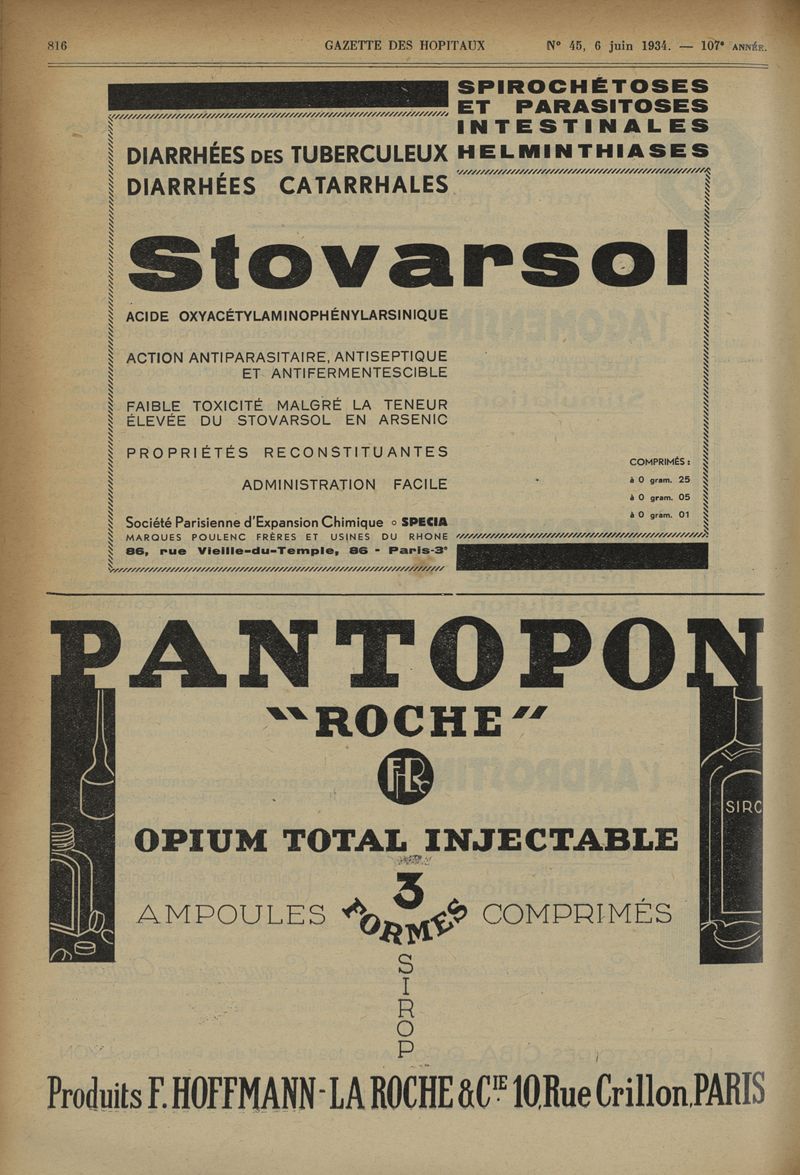 816
GAZETTE DES HOPITAUX
N° 45, 6 juin 1934. — 107e ANNÉE.
SPIROCHÉTOSES
ET PARASITOSES
INTESTINALES
HELMINTHIASES
DIARRHÉES DES TUBERCULEUX
DIARRHÉES CATARRHALES
Stovarsol
ACIDE OXYACÉTYLAMINOPHÉNYLARSINIQUE
ACTION ANTIPARASITAIRE, ANTISEPTIQUE
ET ANTIFERMENTESCIBLE
FAIBLE TOXICITÉ MALGRÉ LA TENEUR
ÉLEVÉE DU STOVARSOL EN ARSENIC
PROPRIÉTÉS RECONSTITUANTES
ADMINISTRATION FACILE
COMPRIMÉS :
à 0 gram. 25
à 0 gram. 05
à 0 gram. 01
Société Parisienne d'Expansion Chimique o SPECIA
MARQUES POULENC FRÈRES ET USINES DU RHONE
86, rue Vieille-du-Temple, 86 - Paris-3e
PANTOPON
"ROCHE"
HLR
SIRO
OPIUM TOTAL INJECTABLE
3
FORMES
AMPOULES
COMPRIMÉS
SIROP
Produits F. HOFFMANN-LA ROCHE & CIE 10, Rue Crillon, PARIS